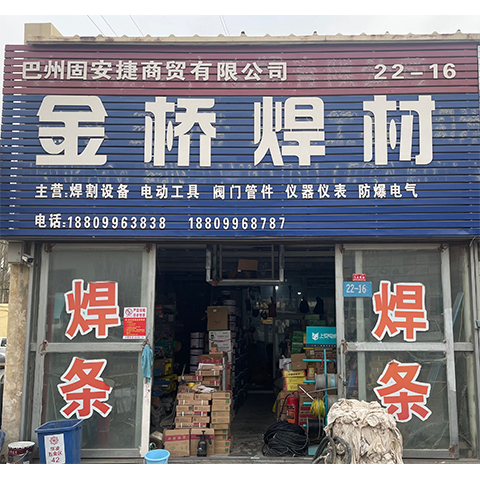 巴州固安捷商贸有限公司 22-16
金桥焊材
主营:焊割设备 电动工具 阀门管件 仪器仪表 防爆电气
电话:18809963838 18809968787
22-16
焊条
焊条